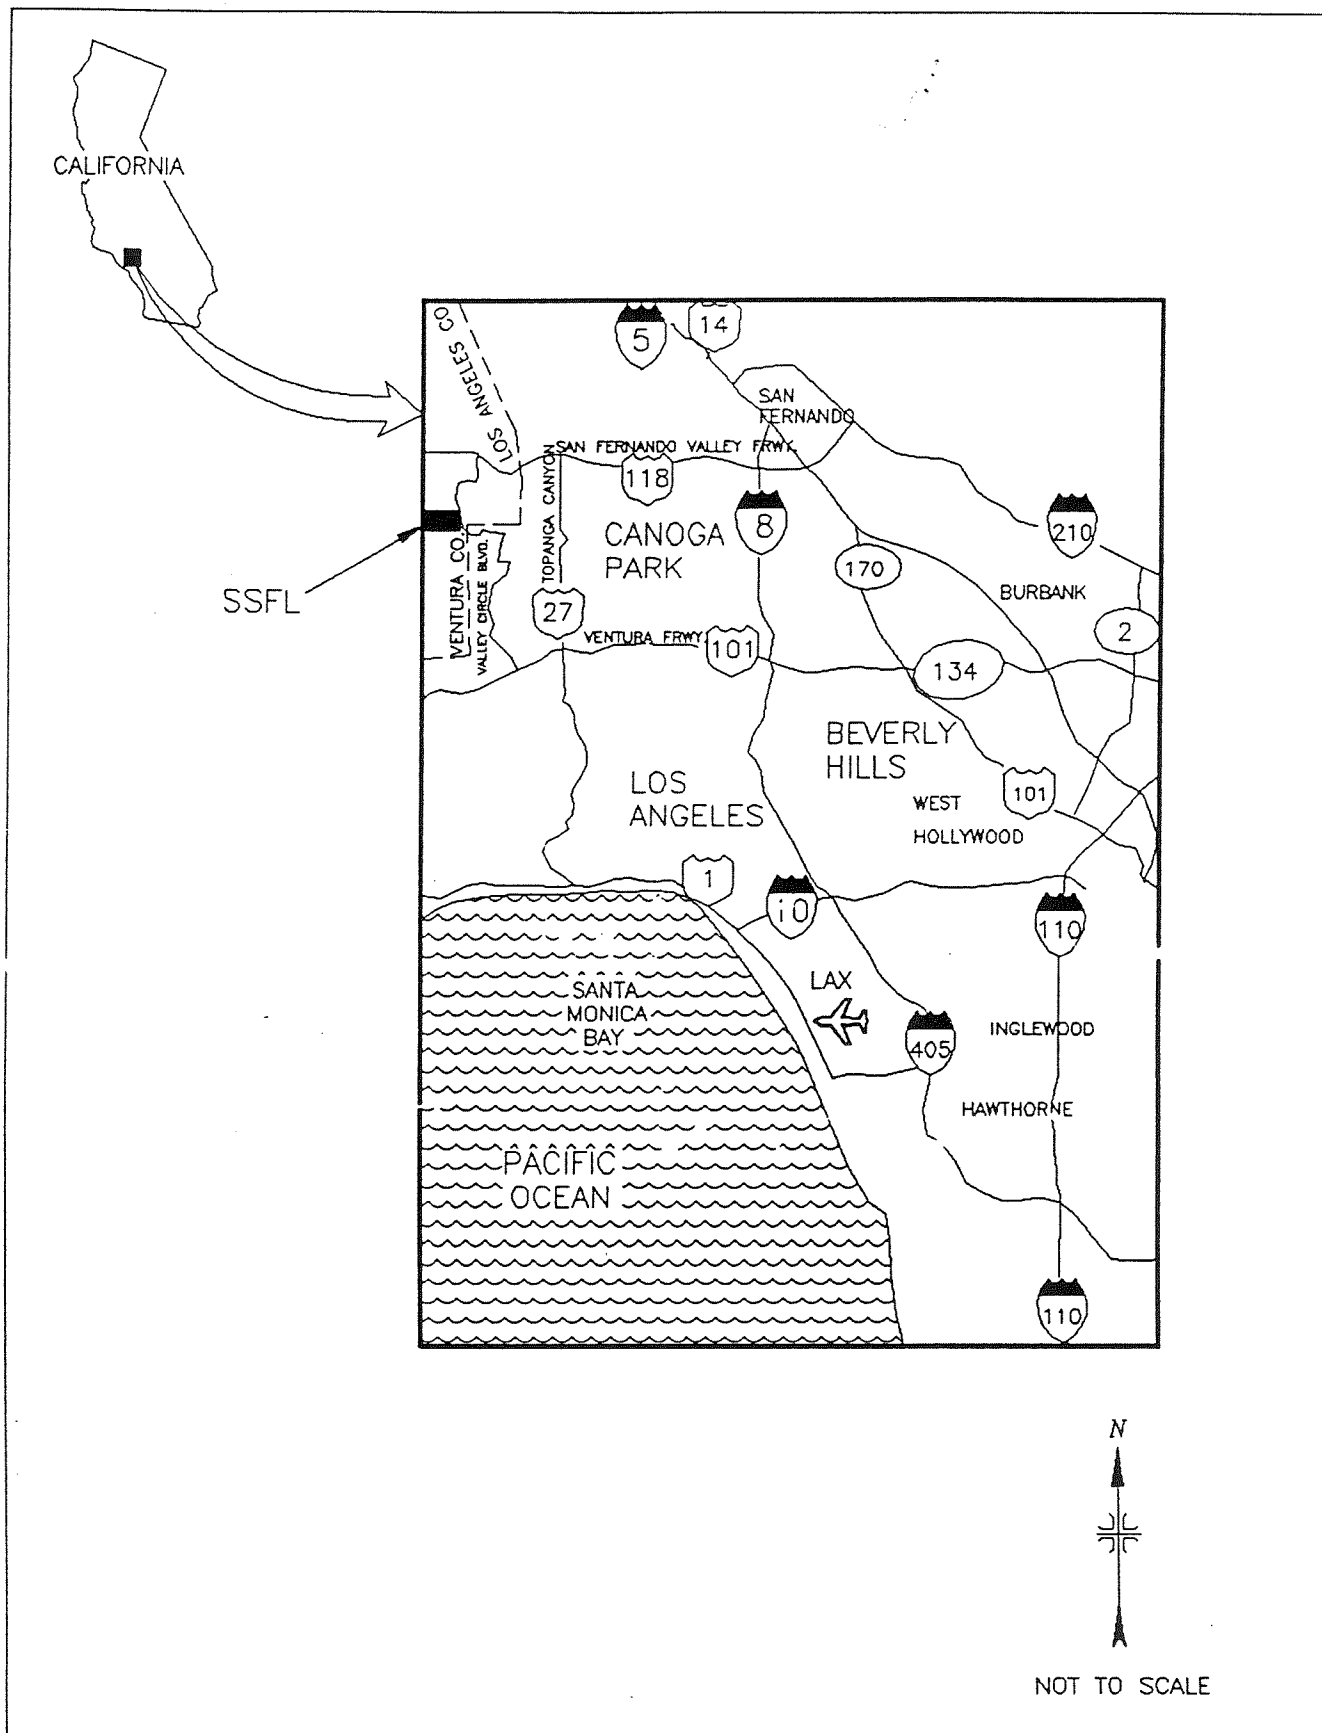 CALIFORNIA
LOS ANGELES CO
5
14
SAN
FERNANDO
SAN FERNANDO VALLEY FRWY.
118
TOPANGA CANYON
CANOGA
PARK
8
210
SSFL
VENTURA CO.
VALLEY CIRCLE BLVD.
27
170
BURBANK
2
VENTURA FRWY.
101
134
BEVERLY
HILLS
LOS
ANGELES
WEST
HOLLYWOOD
101
1
10
110
SANTA
MONICA
BAY
LAX
405
INGLEWOOD
HAWTHORNE
PACIFIC
OCEAN
110
N
NOT TO SCALE